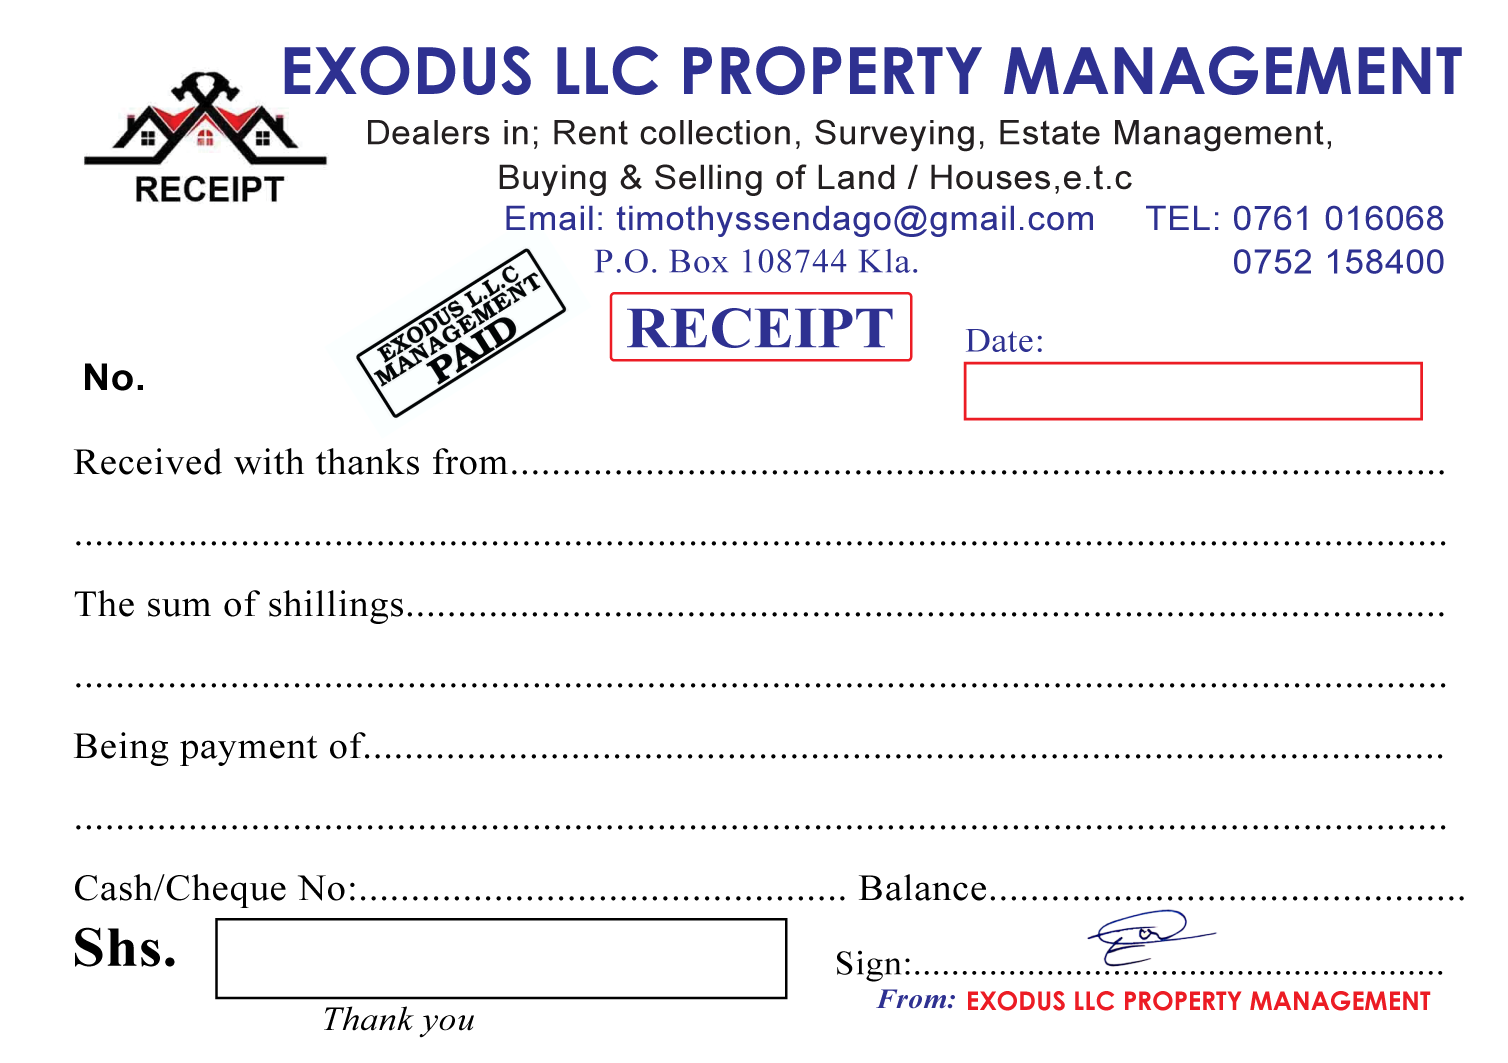 EXODUS LLC PROPERTY MANAGEMENT
RECEIPT
Dealers in; Rent collection, Surveying, Estate Management,
Buying & Selling of Land / Houses,e.t.c
Email: timothyssendago@gmail.com TEL: 0761 016068
P.O. Box 108744 Kla. 0752 158400
EXODUS L.L.C
MANAGEMENT
PAID
RECEIPT
Date:
No.
Received with thanks from..........................................................................................
....................................................................................................................................
The sum of shillings....................................................................................................
....................................................................................................................................
Being payment of........................................................................................................
....................................................................................................................................
Cash/Cheque No:............................................... Balance..............................................
Shs.
Sign:......................................................
From: EXODUS LLC PROPERTY MANAGEMENT
Thank you